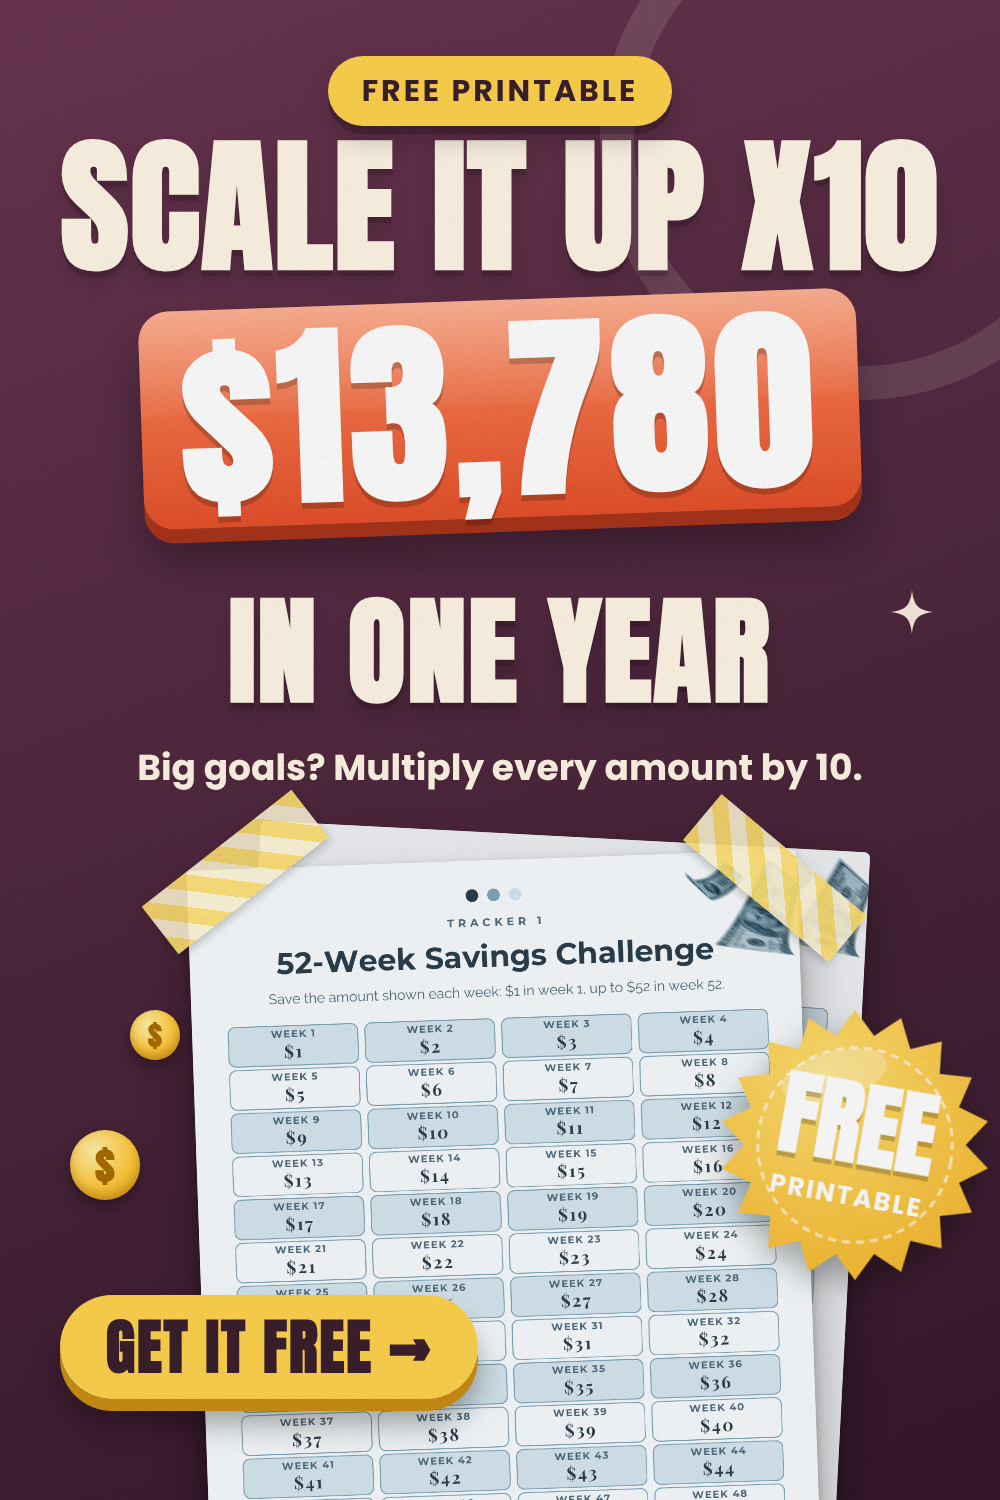 FREE PRINTABLE
SCALE IT UP X10
$13,780
IN ONE YEAR
Big goals? Multiply every amount by 10.
TRACKER 1
52-Week Savings Challenge
Save the amount shown each week: $1 in week 1, up to $52 in week 52.
WEEK 1 WEEK 2 WEEK 3 WEEK 4
$1 $2 $3 $4
WEEK 5 WEEK 6 WEEK 7 WEEK 8
$5 $6 $7 $8
WEEK 9 WEEK 10 WEEK 11 WEEK 12
$9 $10 $11 $12
WEEK 13 WEEK 14 WEEK 15 WEEK 16
$13 $14 $15 $16
WEEK 17 WEEK 18 WEEK 19 WEEK 20
$17 $18 $19 $20
WEEK 21 WEEK 22 WEEK 23 WEEK 24
$21 $22 $23 $24
WEEK 25 WEEK 26 WEEK 27 WEEK 28
$27 $28
WEEK 31 WEEK 32
$31 $32
WEEK 35 WEEK 36
$35 $36
WEEK 37 WEEK 38 WEEK 39 WEEK 40
$37 $38 $39 $40
WEEK 41 WEEK 42 WEEK 43 WEEK 44
$41 $42 $43 $44
WEEK 47 WEEK 48
$
$
FREE
PRINTABLE
GET IT FREE →